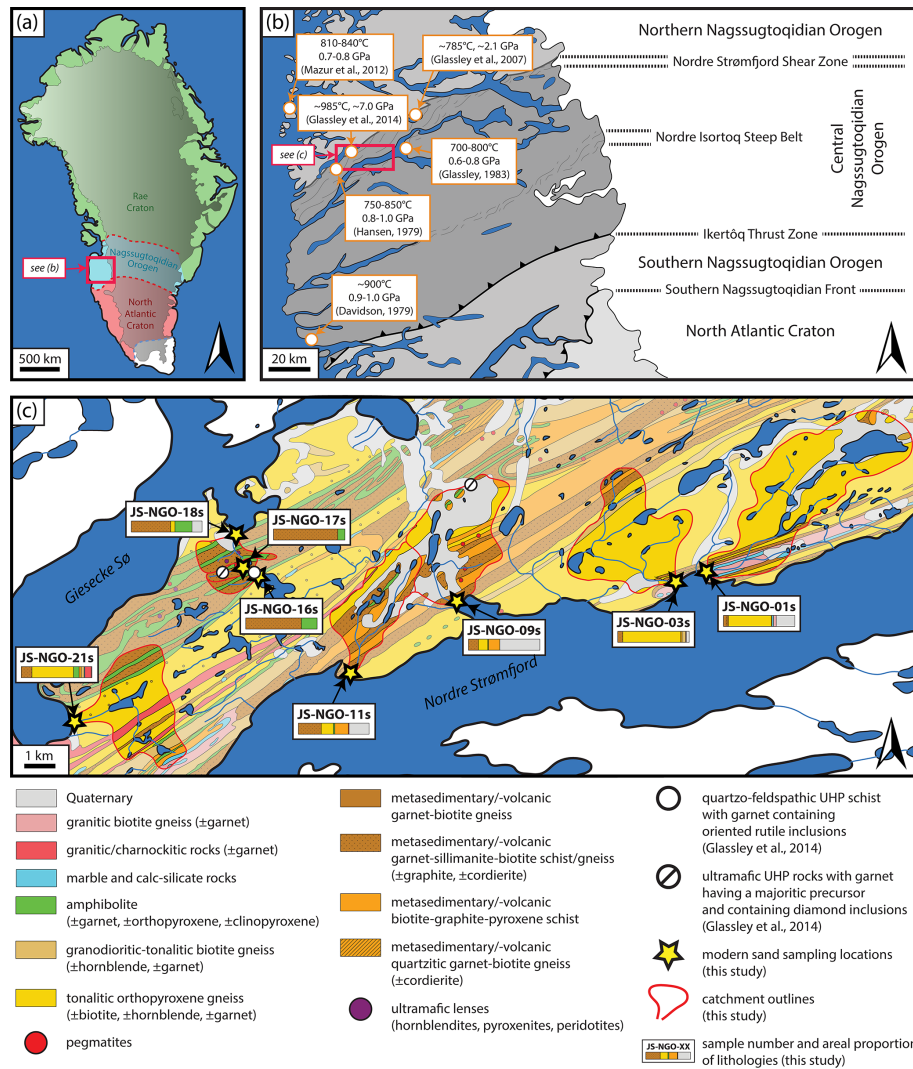 (a)
Rae
Craton
Nagssugtoqidian
Orogen
see (b)
North
Atlantic
Craton
500 km
(b)
810-840°C
0.7-0.8 GPa
(Mazur et al., 2012)
~785°C, ~2.1 GPa
(Glassley et al., 2007)
~985°C, ~7.0 GPa
(Glassley et al., 2014)
see (c)
700-800°C
0.6-0.8 GPa
(Glassley, 1983)
750-850°C
0.8-1.0 GPa
(Hansen, 1979)
~900°C
0.9-1.0 GPa
(Davidson, 1979)
20 km
Northern Nagssugtoqidian Orogen
Nordre Strømfjord Shear Zone
Nordre Isortoq Steep Belt
Central
Nagssugtoqidian
Orogen
Ikertôq Thrust Zone
Southern Nagssugtoqidian Orogen
Southern Nagssugtoqidian Front
North Atlantic Craton
(c)
JS-NGO-18s
JS-NGO-17s
Giesecke Sø
JS-NGO-16s
JS-NGO-09s
JS-NGO-03s
JS-NGO-01s
JS-NGO-21s
JS-NGO-11s
Nordre Strømfjord
1 km
Quaternary
granitic biotite gneiss (±garnet)
granitic/charnockitic rocks (±garnet)
marble and calc-silicate rocks
amphibolite
(±garnet, ±orthopyroxene, ±clinopyroxene)
granodioritic-tonalitic biotite gneiss
(±hornblende, ±garnet)
tonalitic orthopyroxene gneiss
(±biotite, ±hornblende, ±garnet)
pegmatites
metasedimentary/-volcanic
garnet-biotite gneiss
metasedimentary/-volcanic
garnet-sillimanite-biotite schist/gneiss
(±graphite, ±cordierite)
metasedimentary/-volcanic
biotite-graphite-pyroxene schist
metasedimentary/-volcanic
quartzitic garnet-biotite gneiss
(±cordierite)
ultramafic lenses
(hornblendites, pyroxenites, peridotites)
quartzo-feldspathic UHP schist
with garnet containing
oriented rutile inclusions
(Glassley et al., 2014)
ultramafic UHP rocks with garnet
having a majoritic precursor
and containing diamond inclusions
(Glassley et al., 2014)
modern sand sampling locations
(this study)
catchment outlines
(this study)
JS-NGO-XX
sample number and areal proportion
of lithologies (this study)